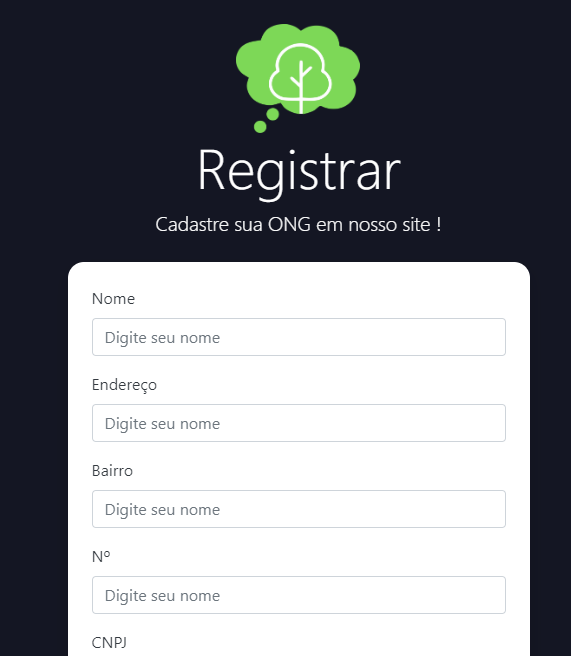 Registrar
Cadastre sua ONG em nosso site !
Nome
Digite seu nome
Endereço
Digite seu nome
Bairro
Digite seu nome
Nº
Digite seu nome
CNPJ